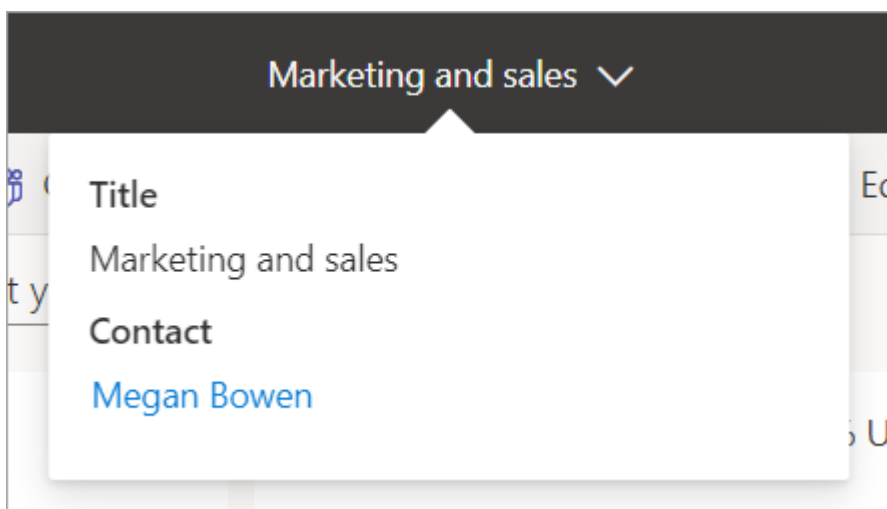 Marketing and sales
Title
Marketing and sales
t y
Contact
Megan Bowen
% U